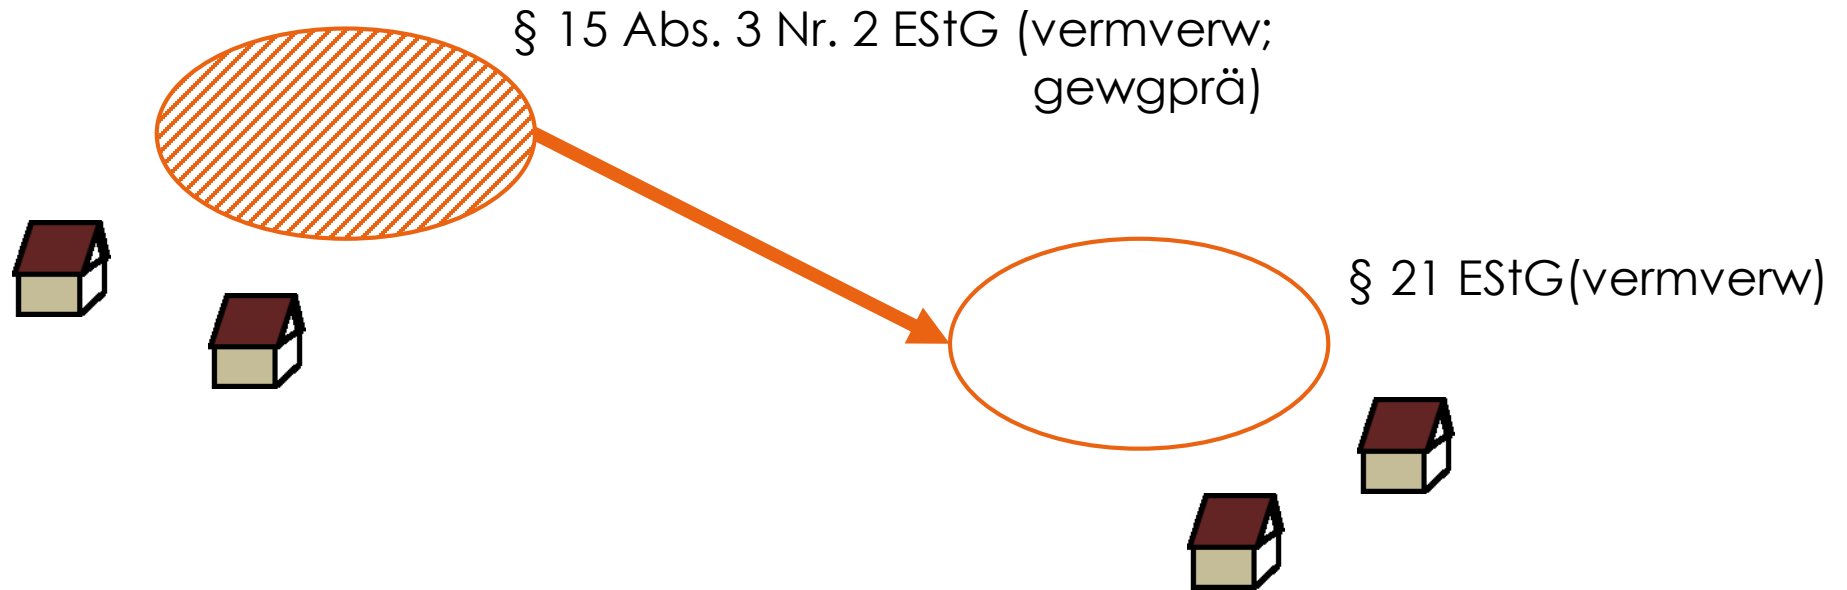 § 15 Abs. 3 Nr. 2 EStG (vermverw;
gewgprä)
§ 21 EStG(vermverw)